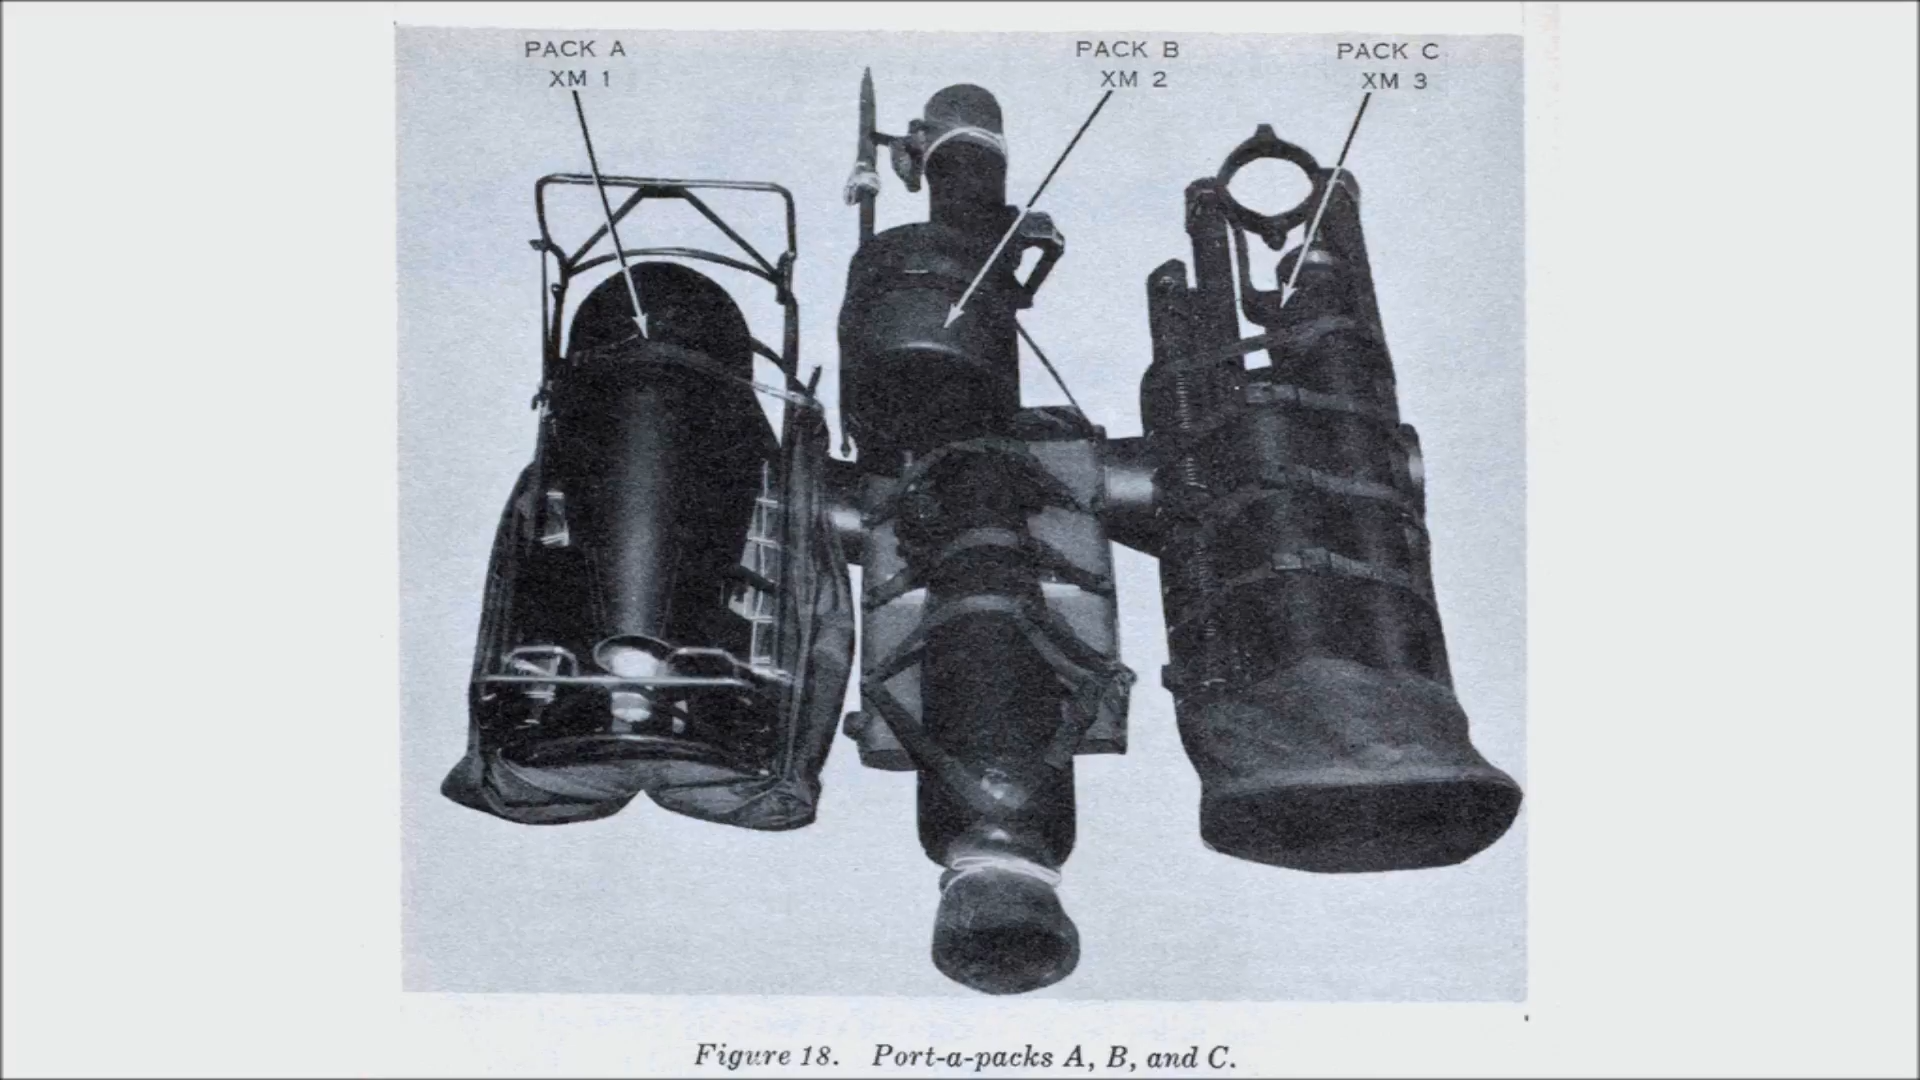 PACK A
XM 1
PACK B
XM 2
PACK C
XM 3
Figure 18. Port-a-packs A, B, and C.